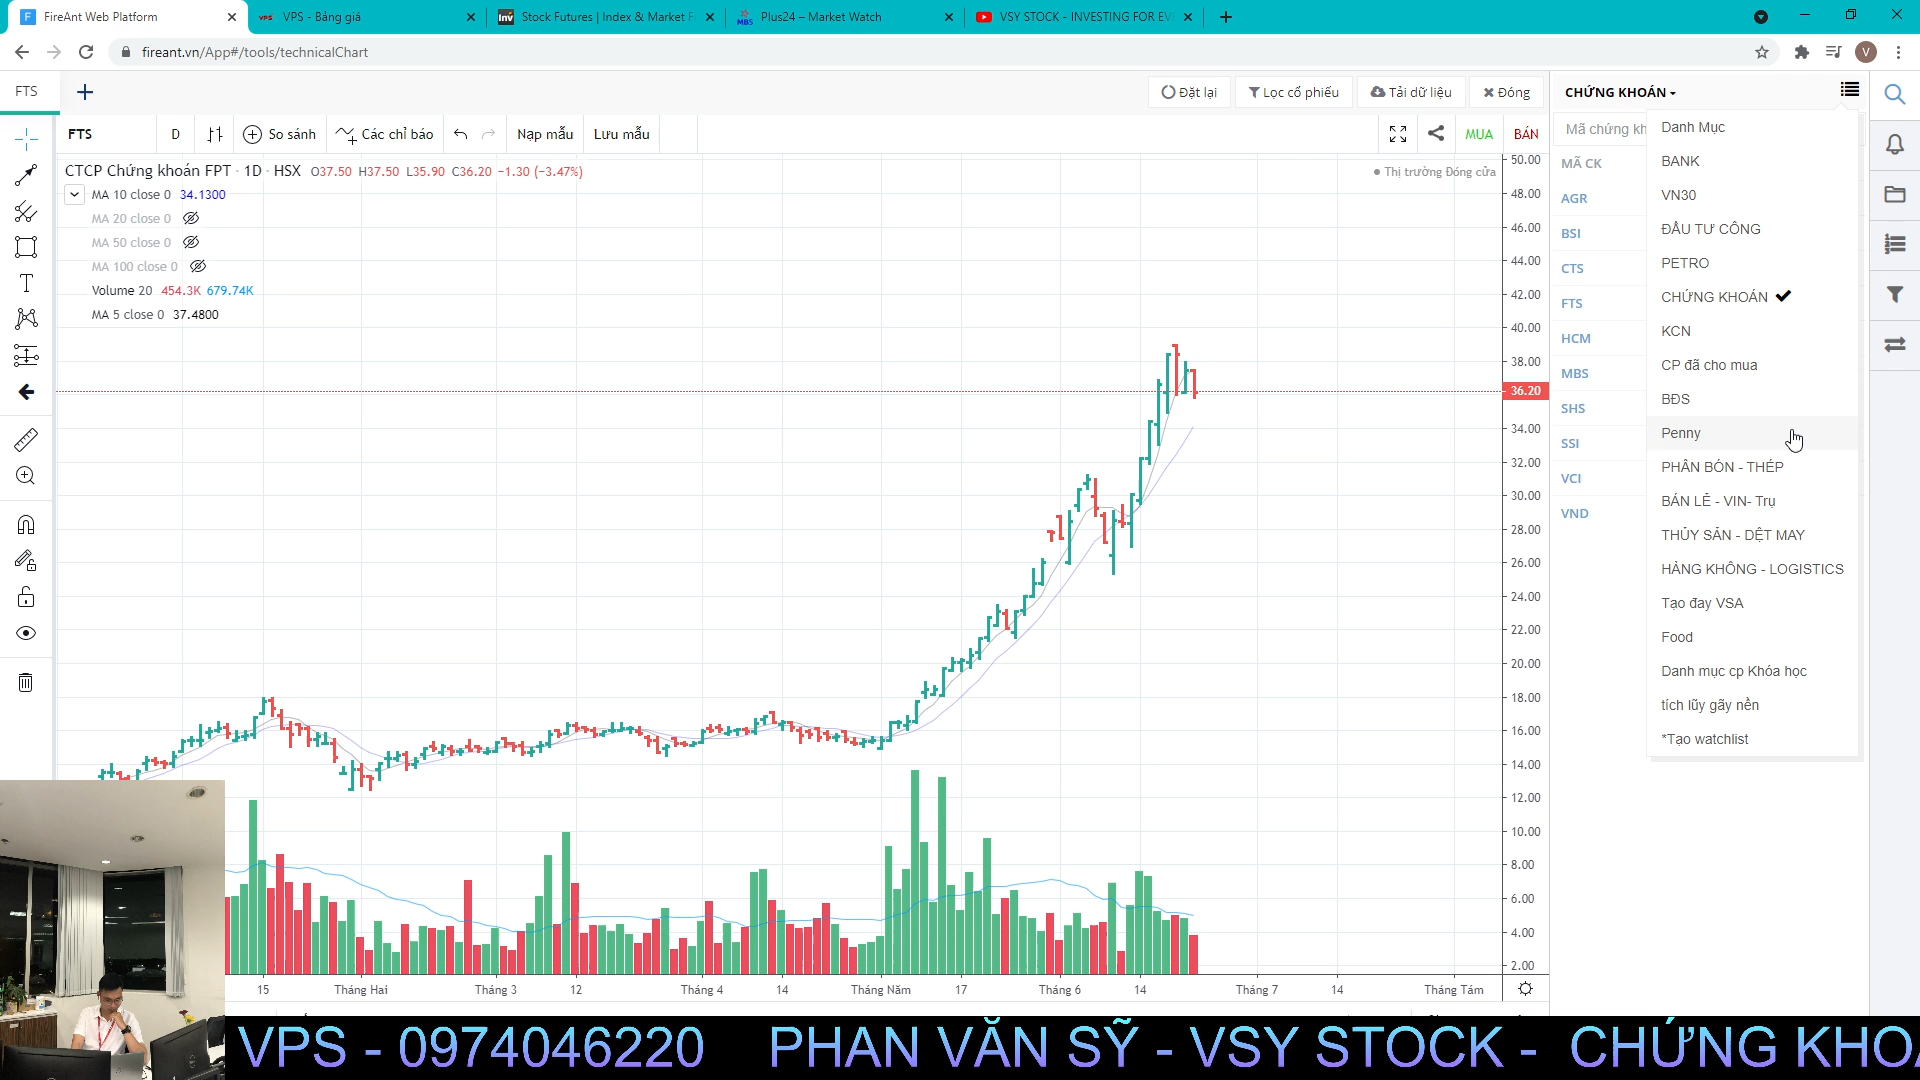 FireAnt Web Platform
VPS - Bảng giá
Stock Futures | Index & Market F
Plus24 – Market Watch
VSY STOCK - INVESTING FOR EV
fireant.vn/App#/tools/technicalChart
V
FTS
Đặt lại
Lọc cổ phiếu
Tải dữ liệu
Đóng
CHỨNG KHOÁN
FTS
D
So sánh
Các chỉ báo
Nạp mẫu
Lưu mẫu
MUA
BÁN
CTCP Chứng khoán FPT · 1D · HSX O37.50 H37.50 L35.90 C36.20 −1.30 (−3.47%)
Thị trường Đóng cửa
MA 10 close 0 34.1300
MA 20 close 0
MA 50 close 0
MA 100 close 0
Volume 20 454.3K 679.74K
MA 5 close 0 37.4800
50.00
48.00
46.00
44.00
42.00
40.00
38.00
36.20
34.00
32.00
30.00
28.00
26.00
24.00
22.00
20.00
18.00
16.00
14.00
12.00
10.00
8.00
6.00
4.00
2.00
15
Tháng Hai
Tháng 3
12
Tháng 4
14
Tháng Năm
17
Tháng 6
14
Tháng 7
14
Tháng Tám
Mã chứng kh
MÃ CK
AGR
BSI
CTS
FTS
HCM
MBS
SHS
SSI
VCI
VND
Danh Mục
BANK
VN30
ĐẦU TƯ CÔNG
PETRO
CHỨNG KHOÁN
KCN
CP đã cho mua
BĐS
Penny
PHÂN BÓN - THÉP
BÁN LẺ - VIN- Trụ
THỦY SẢN - DỆT MAY
HÀNG KHÔNG - LOGISTICS
Tạo đay VSA
Food
Danh mục cp Khóa học
tích lũy gãy nền
*Tạo watchlist
VPS - 0974046220 PHAN VĂN SỸ - VSY STOCK - CHỨNG KHOÁ